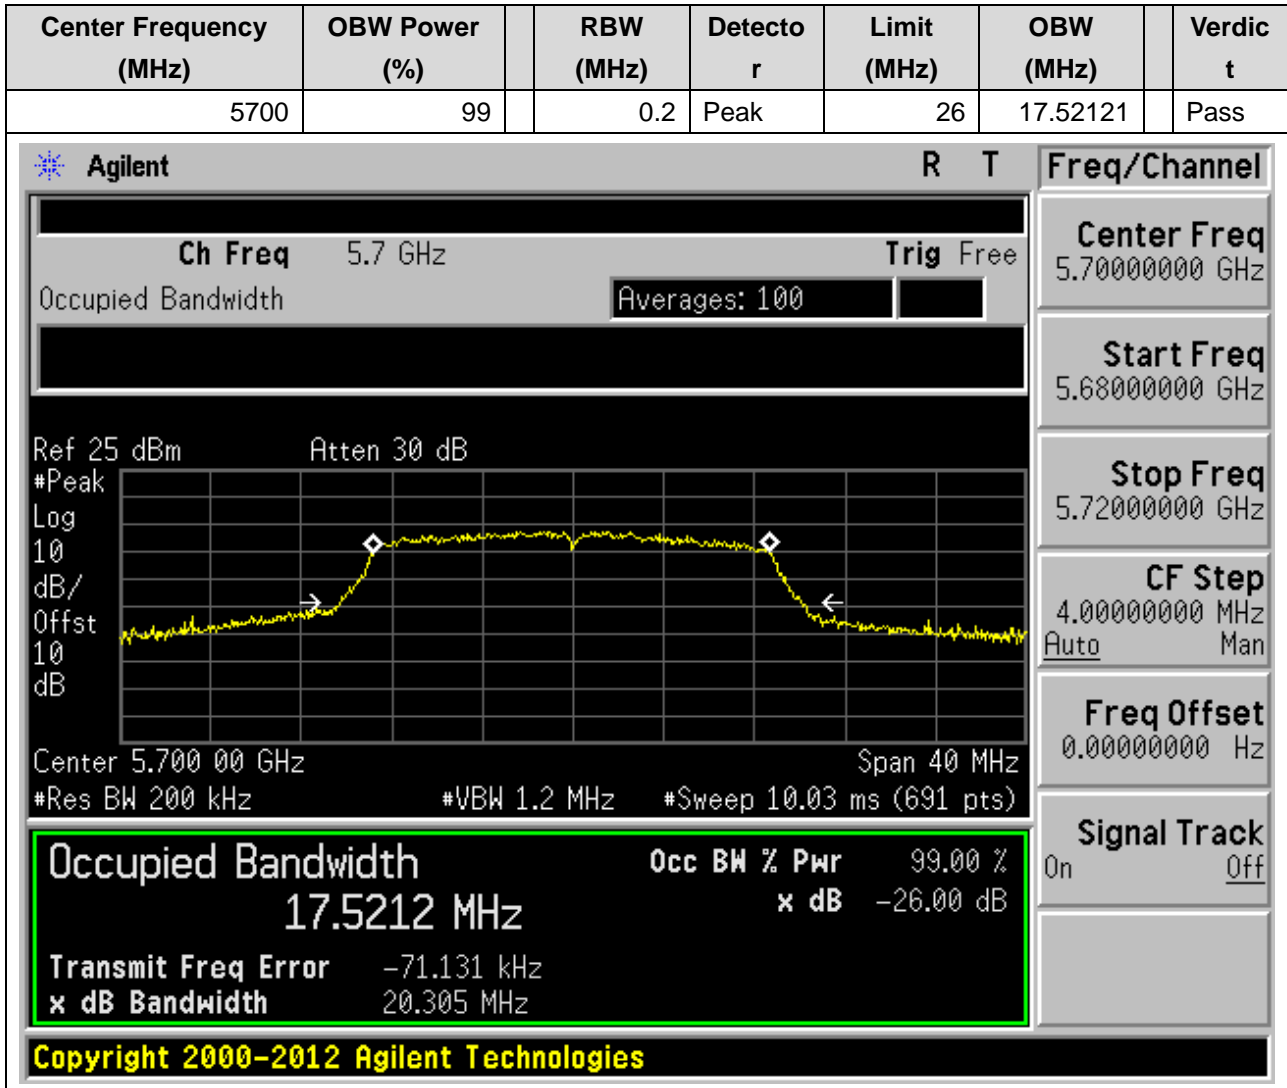 Center Frequency OBW Power RBW Detecto Limit OBW Verdic
(MHz) (%) (MHz) r (MHz) (MHz) t
5700 99 0.2 Peak 26 17.52121 Pass
Agilent R T Freq/Channel
Ch Freq 5.7 GHz Trig Free
Occupied Bandwidth Averages: 100
Center Freq
5.70000000 GHz
Start Freq
5.68000000 GHz
Stop Freq
5.72000000 GHz
CF Step
4.00000000 MHz
Auto Man
Freq Offset
0.00000000 Hz
Signal Track
On Off
Ref 25 dBm Atten 30 dB
#Peak
Log
10
dB/
Offst
10
dB
Center 5.700 00 GHz Span 40 MHz
#Res BW 200 kHz #VBW 1.2 MHz #Sweep 10.03 ms (691 pts)
Occupied Bandwidth Occ BW % Pwr 99.00 %
17.5212 MHz x dB -26.00 dB
Transmit Freq Error -71.131 kHz
x dB Bandwidth 20.305 MHz
Copyright 2000-2012 Agilent Technologies